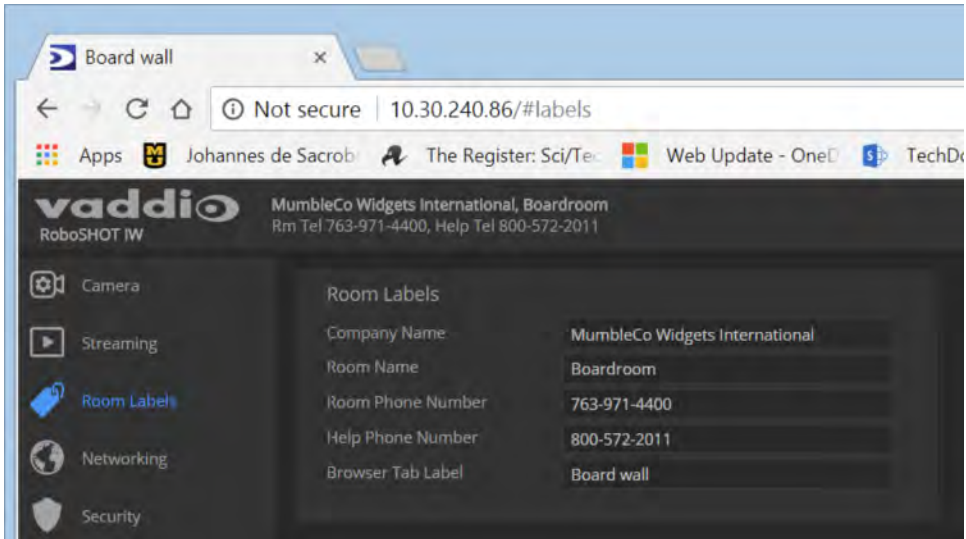 Board wall
Not secure 10.30.240.86/#labels
Apps Johannes de Sacrob The Register: Sci/Te Web Update - OneD TechDo
vaddio
RoboSHOT IW
MumbleCo Widgets International, Boardroom
Rm Tel 763-971-4400, Help Tel 800-572-2011
Camera
Streaming
Room Labels
Networking
Security
Room Labels
Company Name MumbleCo Widgets International
Room Name Boardroom
Room Phone Number 763-971-4400
Help Phone Number 800-572-2011
Browser Tab Label Board wall